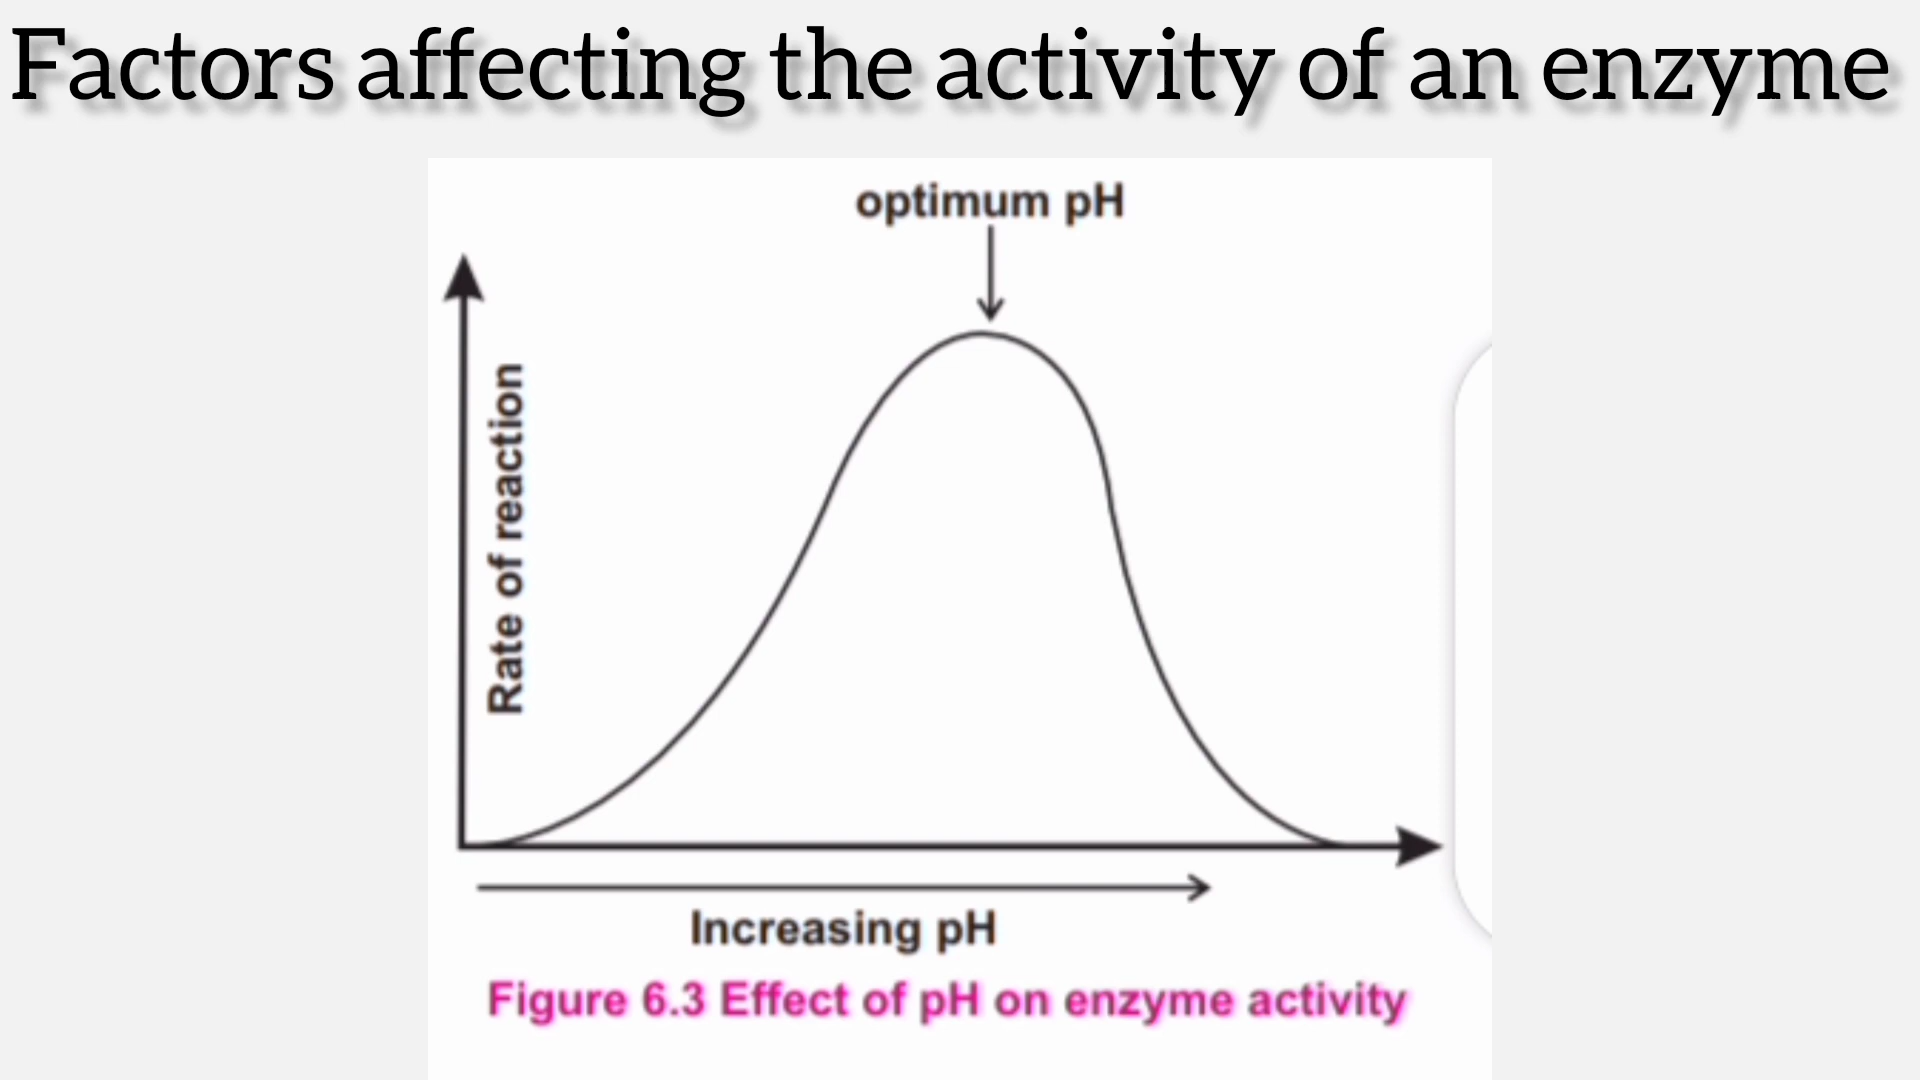 Factors affecting the activity of an enzyme
optimum pH
Rate of reaction
Increasing pH
Figure 6.3 Effect of pH on enzyme activity